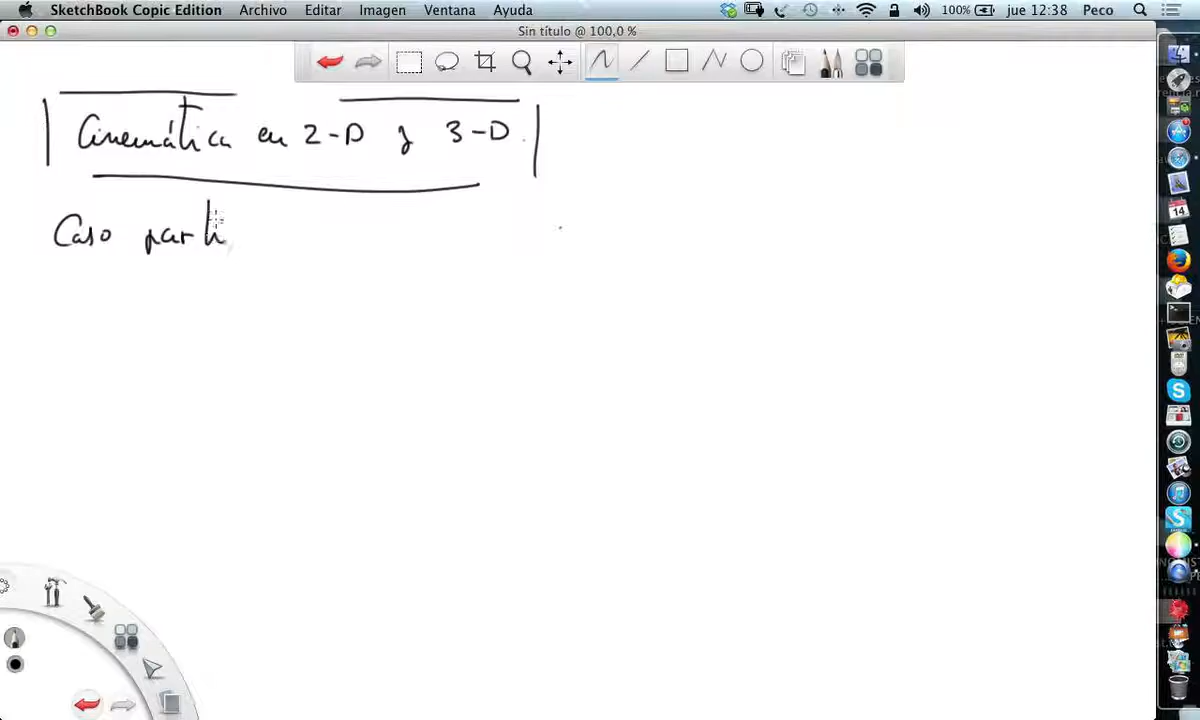 SketchBook Copic Edition Archivo Editar Imagen Ventana Ayuda 100% jue 12:38 Peco
Sin título @ 100,0 %
Cinemática en 2-D y 3-D
Caso parti